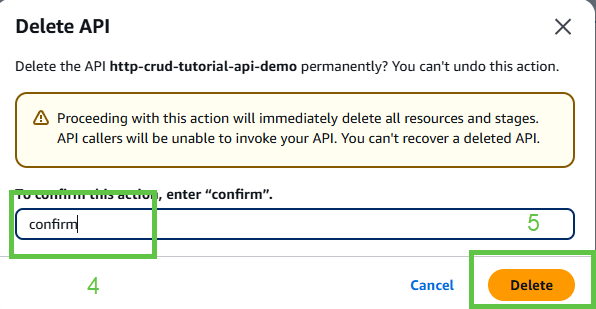 Delete API
Delete the API http-crud-tutorial-api-demo permanently? You can't undo this action.
Proceeding with this action will immediately delete all resources and stages.
API callers will be unable to invoke your API. You can't recover a deleted API.
To confirm this action, enter “confirm”.
confirm
5
4
Cancel
Delete